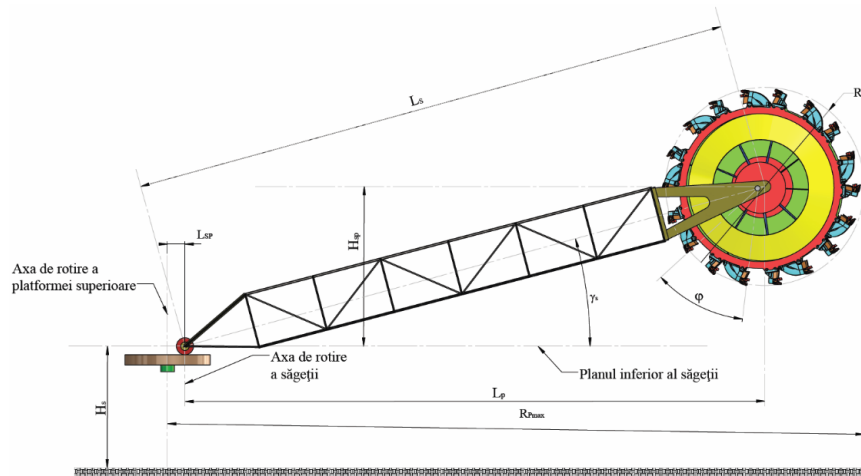 Ls
R
LSP
Hsp
Axa de rotire a
platformei superioare
γs
φ
Axa de rotire
a săgeții
Planul inferior al săgeții
Hs
Lp
RPmax